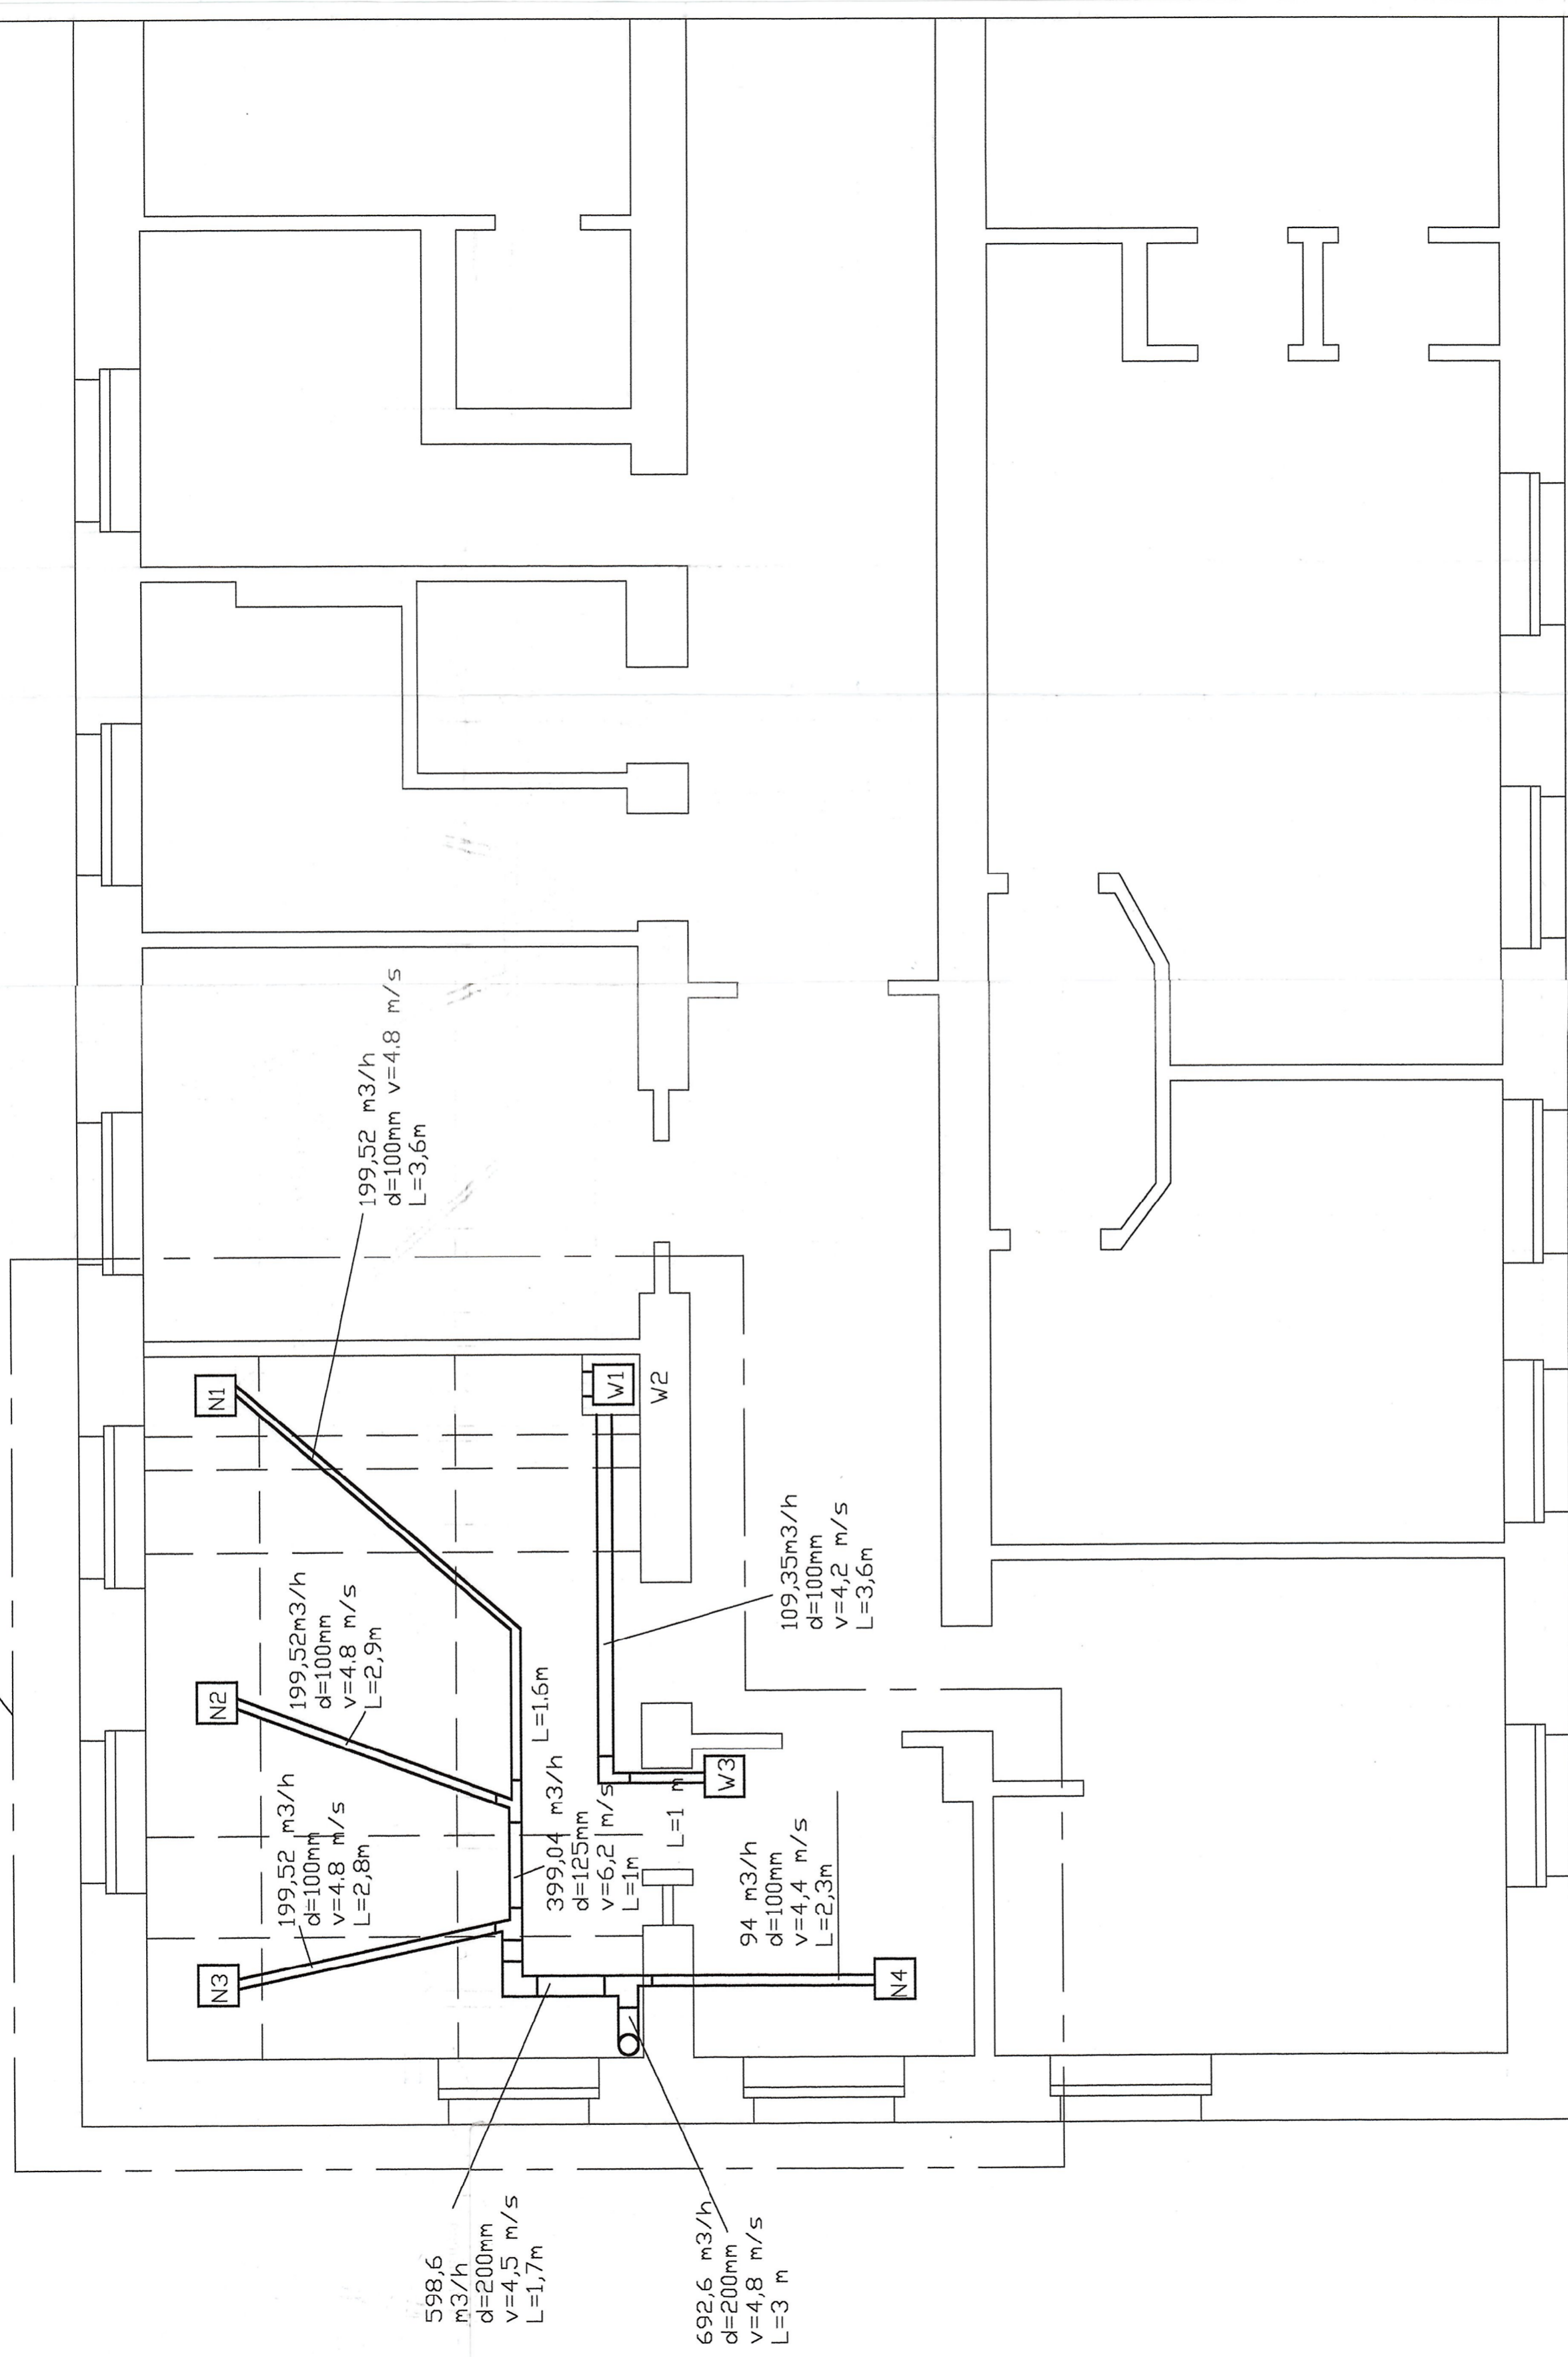 199,52 m3/h
d=100mm v=4.8 m/s
L=3,6m
N1
W1
W2
199,52m3/h
d=100mm
v=4.8 m/s
L=2,9m
N2
L=1.6m
109,35m3/h
d=100mm
v=4,2 m/s
L=3,6m
199,52 m3/h
d=100mm
v=4.8 m/s
L=2,8m
N3
399,04 m3/h
d=125mm
v=6,2 m/s
L=1m
L=1 m
W3
94 m3/h
d=100mm
v=4,4 m/s
L=2,3m
N4
598,6
m3/h
d=200mm
v=4,5 m/s
L=1,7m
692,6 m3/h
d=200mm
v=4,8 m/s
L=3 m